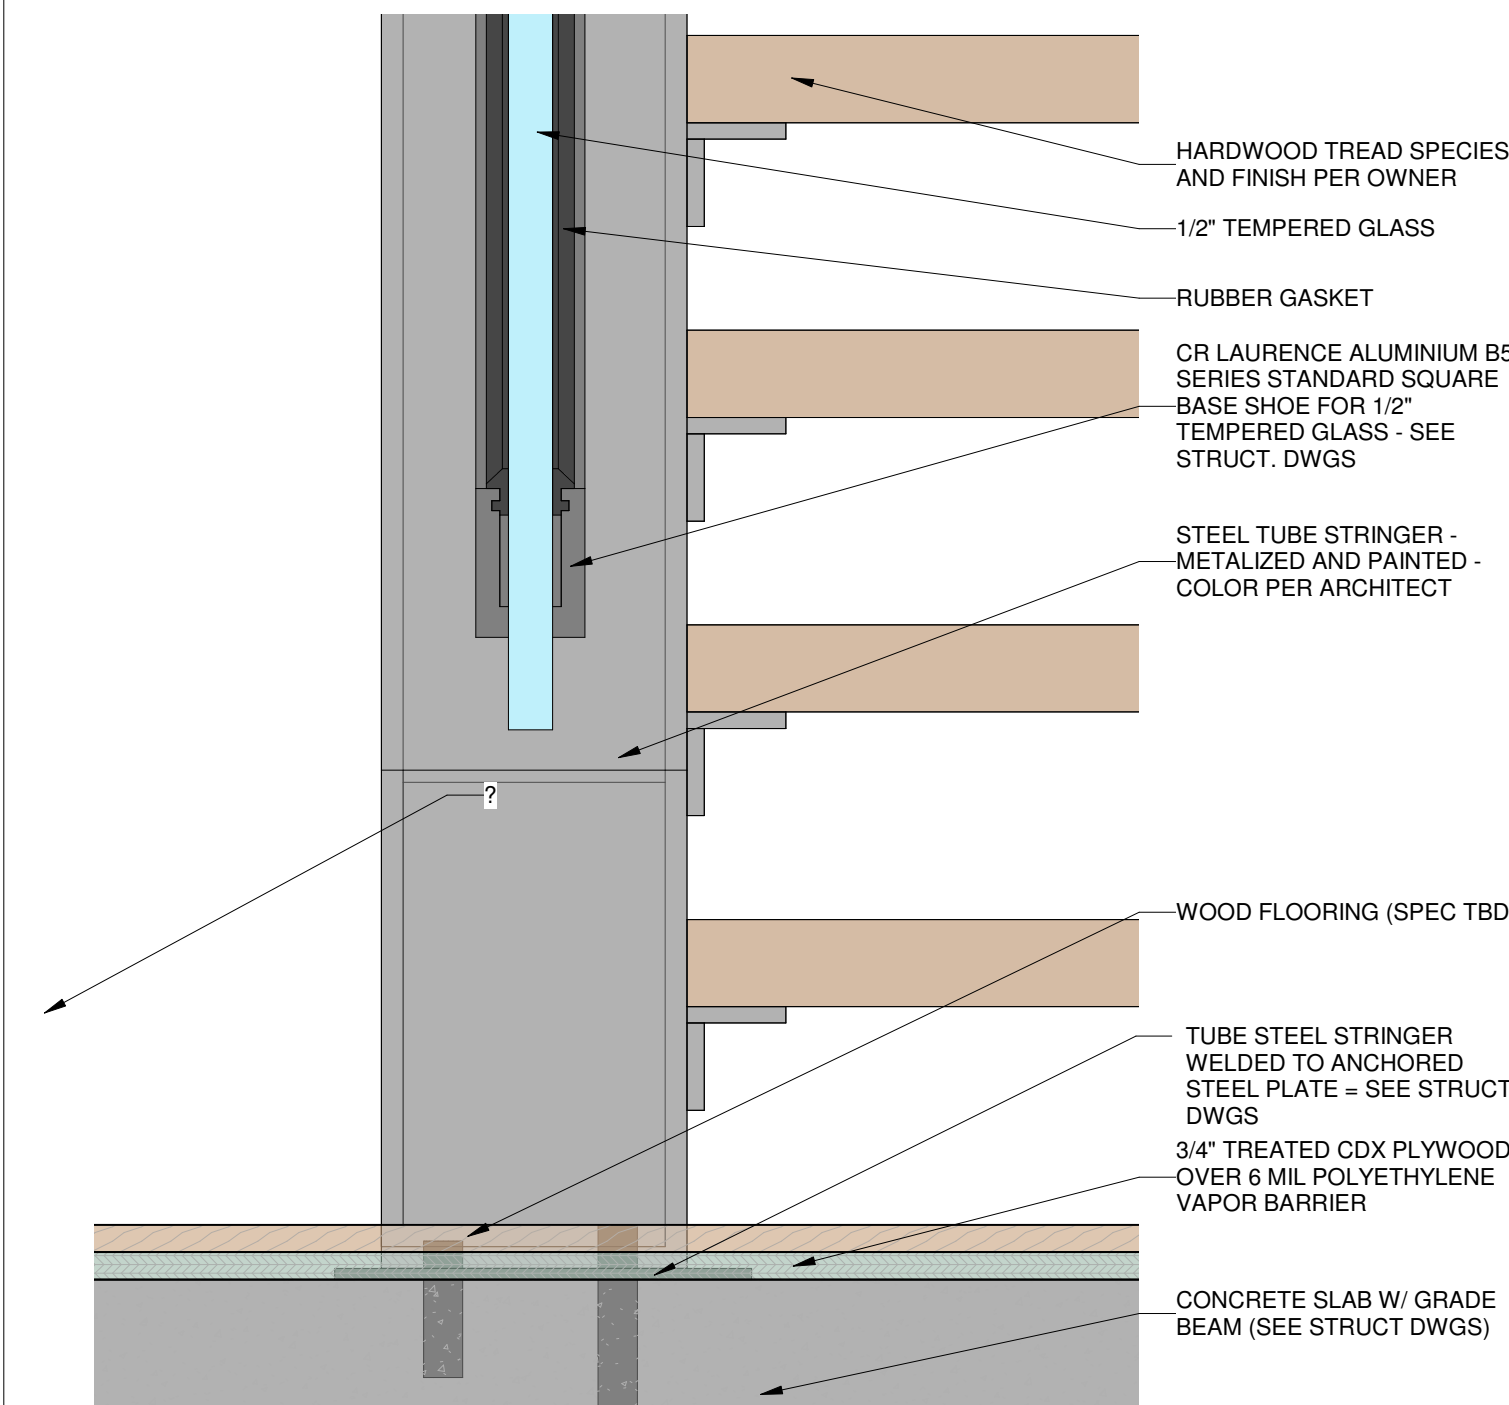 HARDWOOD TREAD SPECIES
AND FINISH PER OWNER
1/2" TEMPERED GLASS
RUBBER GASKET
CR LAURENCE ALUMINIUM B5
SERIES STANDARD SQUARE
BASE SHOE FOR 1/2"
TEMPERED GLASS - SEE
STRUCT. DWGS
STEEL TUBE STRINGER -
METALIZED AND PAINTED -
COLOR PER ARCHITECT
?
WOOD FLOORING (SPEC TBD
TUBE STEEL STRINGER
WELDED TO ANCHORED
STEEL PLATE = SEE STRUCT
DWGS
3/4" TREATED CDX PLYWOOD
OVER 6 MIL POLYETHYLENE
VAPOR BARRIER
CONCRETE SLAB W/ GRADE
BEAM (SEE STRUCT DWGS)